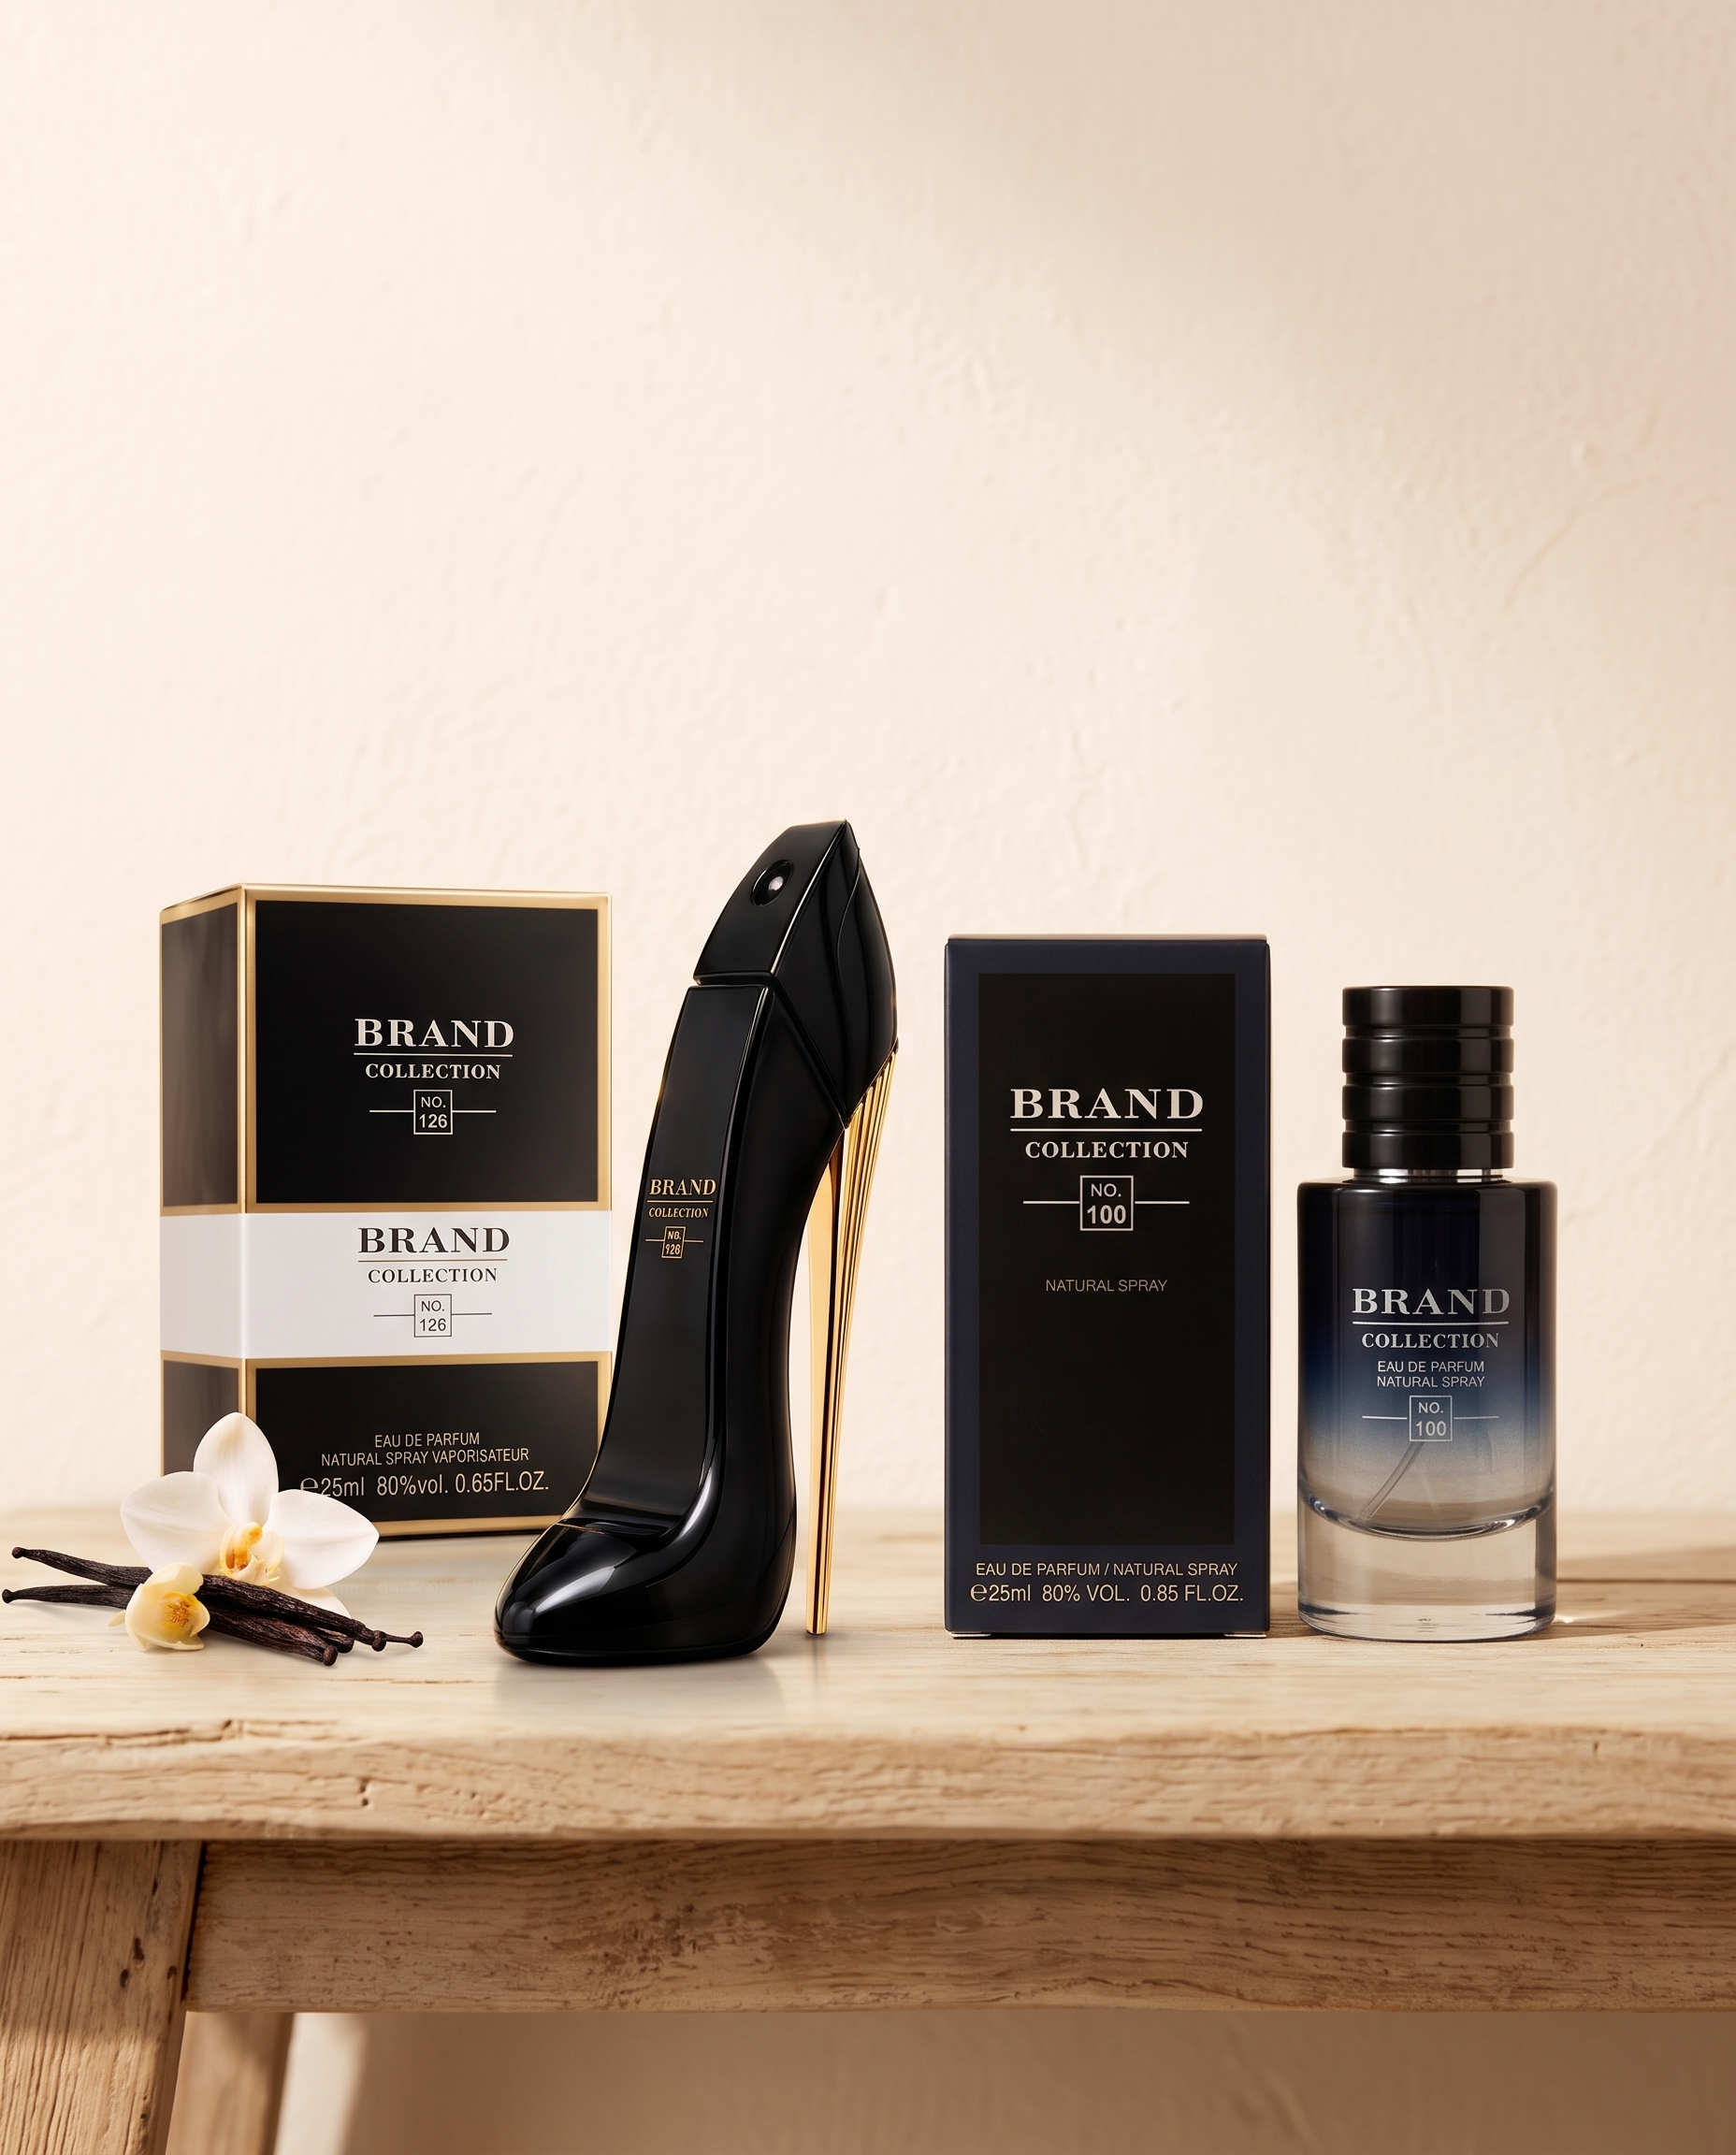 BRAND
COLLECTION
NO.
126
BRAND
COLLECTION
NO.
126
EAU DE PARFUM
NATURAL SPRAY VAPORISATEUR
℮25ml 80%vol. 0.65FL.OZ.
BRAND
COLLECTION
NO.
126
BRAND
COLLECTION
NO.
100
NATURAL SPRAY
EAU DE PARFUM / NATURAL SPRAY
℮25ml 80% VOL. 0.85 FL.OZ.
BRAND
COLLECTION
EAU DE PARFUM
NATURAL SPRAY
NO.
100